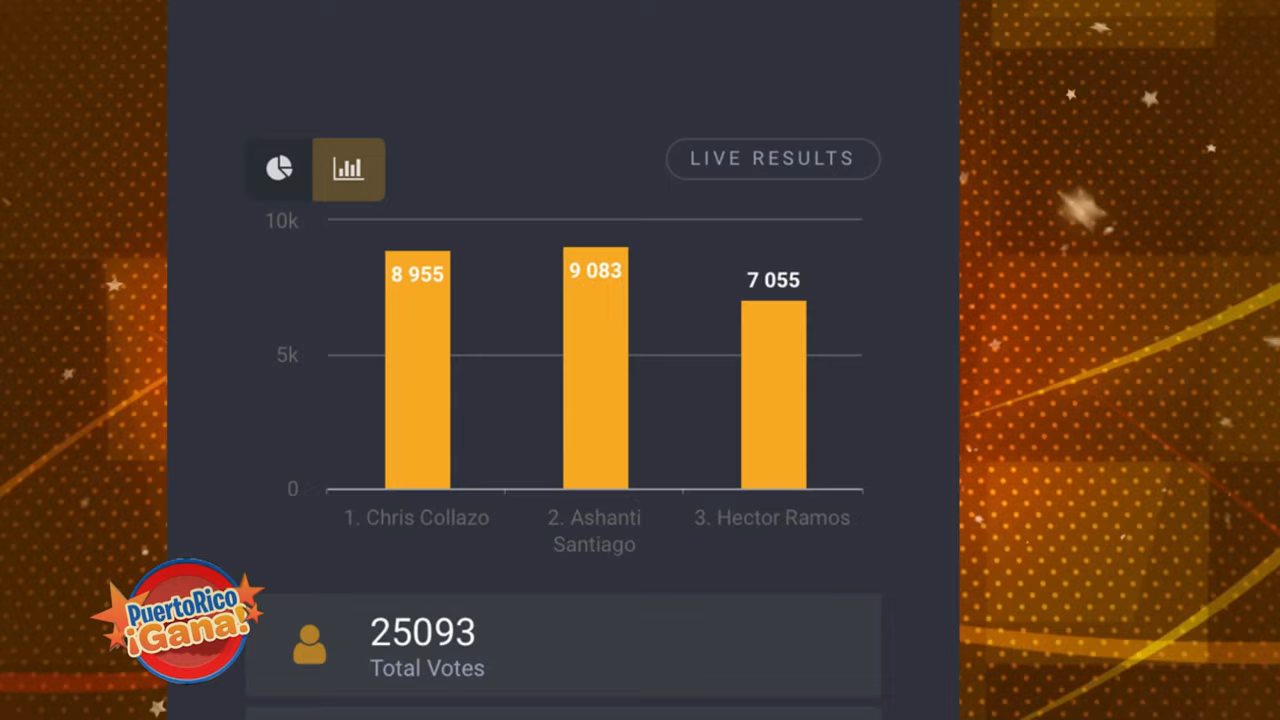 LIVE RESULTS
10k
8 955
9 083
7 055
5k
0
1. Chris Collazo
2. Ashanti
Santiago
3. Hector Ramos
PuertoRico
¡Gana!
25093
Total Votes